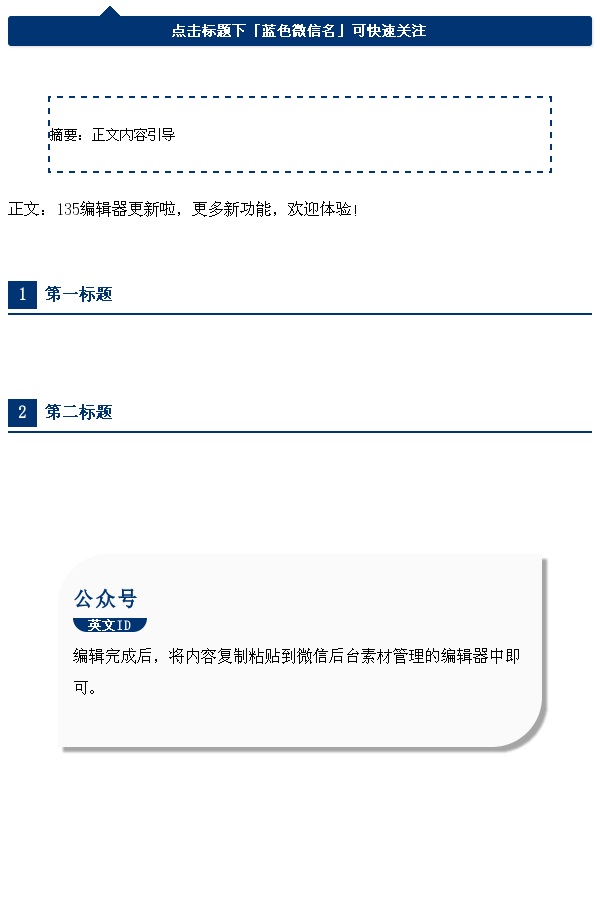 点击标题下「蓝色微信名」可快速关注
摘要：正文内容引导
正文：135编辑器更新啦，更多新功能，欢迎体验！
1 第一标题
2 第二标题
公众号
英文ID
编辑完成后，将内容复制粘贴到微信后台素材管理的编辑器中即
可。